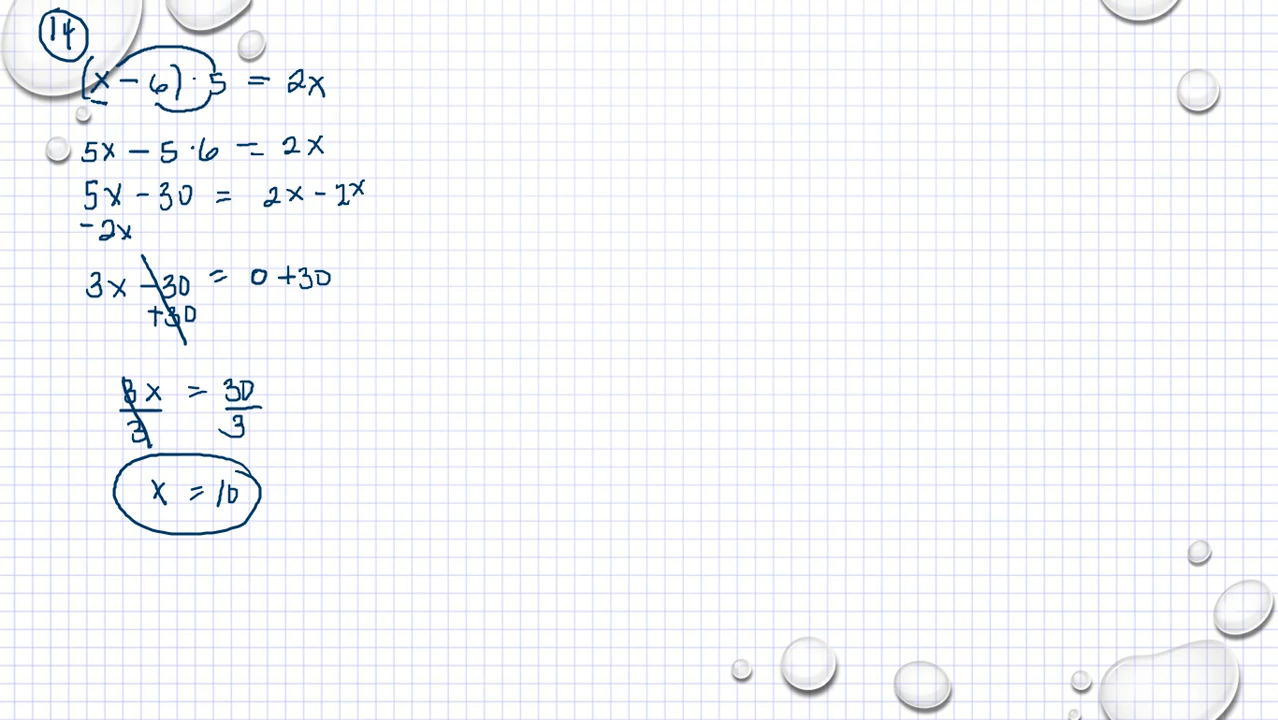 14
(x - 6) · 5 = 2x
5x - 5 · 6 = 2x
5x - 30 = 2x - 2x
- 2x
3x - 30 = 0 + 30
+ 30
3x = 30
3 3
x = 10